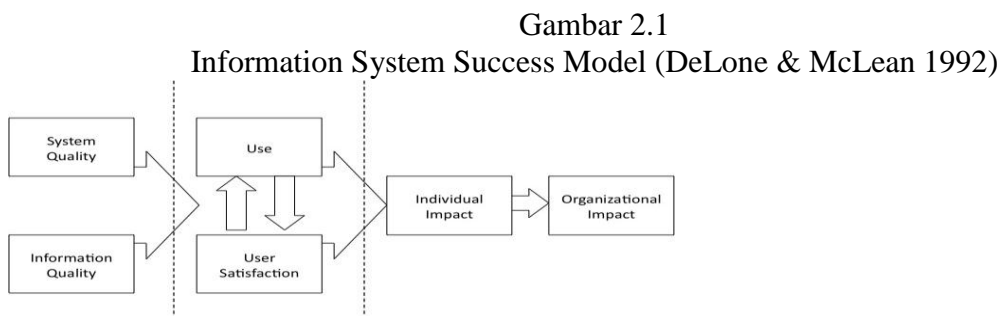 Gambar 2.1
Information System Success Model (DeLone & McLean 1992)
System
Quality
Use
Individual
Impact
Organizational
Impact
Information
Quality
User
Satisfaction